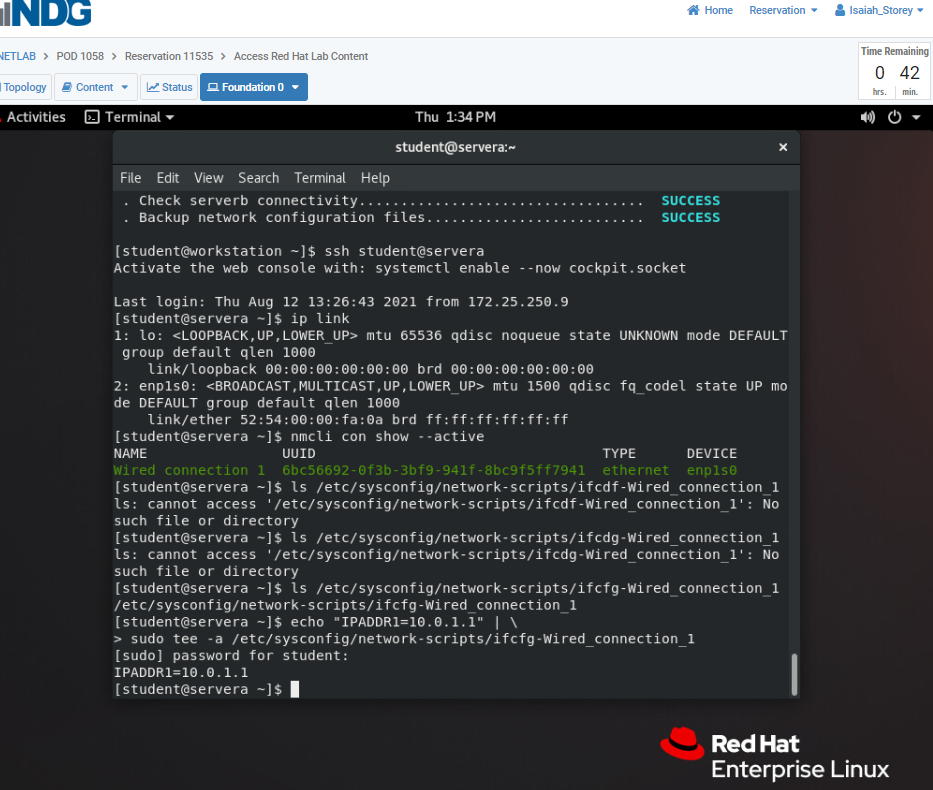 NDG
Home Reservation Isaiah_Storey
NETLAB > POD 1058 > Reservation 11535 > Access Red Hat Lab Content
Time Remaining
0 42
hrs. min.
Topology Content Status Foundation 0
Activities Terminal Thu 1:34 PM
student@servera:~ ×
File Edit View Search Terminal Help
. Check serverb connectivity.................................. SUCCESS
. Backup network configuration files.......................... SUCCESS
[student@workstation ~]$ ssh student@servera
Activate the web console with: systemctl enable --now cockpit.socket
Last login: Thu Aug 12 13:26:43 2021 from 172.25.250.9
[student@servera ~]$ ip link
1: lo: <LOOPBACK,UP,LOWER_UP> mtu 65536 qdisc noqueue state UNKNOWN mode DEFAULT
group default qlen 1000
link/loopback 00:00:00:00:00:00 brd 00:00:00:00:00:00
2: enp1s0: <BROADCAST,MULTICAST,UP,LOWER_UP> mtu 1500 qdisc fq_codel state UP mo
de DEFAULT group default qlen 1000
link/ether 52:54:00:00:fa:0a brd ff:ff:ff:ff:ff:ff
[student@servera ~]$ nmcli con show --active
NAME UUID TYPE DEVICE
Wired connection 1 6bc56692-0f3b-3bf9-941f-8bc9f5ff7941 ethernet enp1s0
[student@servera ~]$ ls /etc/sysconfig/network-scripts/ifcdf-Wired_connection_1
ls: cannot access '/etc/sysconfig/network-scripts/ifcdf-Wired_connection_1': No
such file or directory
[student@servera ~]$ ls /etc/sysconfig/network-scripts/ifcdg-Wired_connection_1
ls: cannot access '/etc/sysconfig/network-scripts/ifcdg-Wired_connection_1': No
such file or directory
[student@servera ~]$ ls /etc/sysconfig/network-scripts/ifcfg-Wired_connection_1
/etc/sysconfig/network-scripts/ifcfg-Wired_connection_1
[student@servera ~]$ echo "IPADDR1=10.0.1.1" | \
> sudo tee -a /etc/sysconfig/network-scripts/ifcfg-Wired_connection_1
[sudo] password for student:
IPADDR1=10.0.1.1
[student@servera ~]$
Red Hat
Enterprise Linux